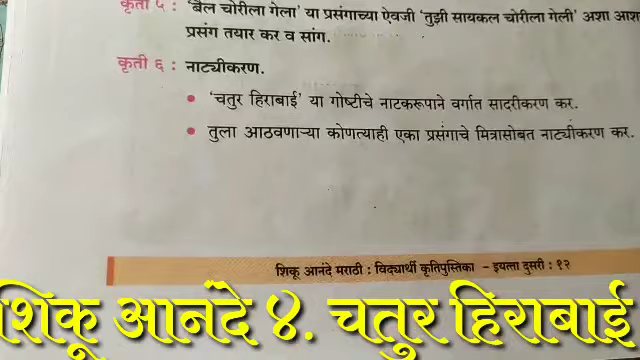 कृती ५ : 'बैल चोरीला गेला' या प्रसंगाच्या ऐवजी 'तुझी सायकल चोरीला गेली' अशा
प्रसंग तयार कर व सांग.
कृती ६ : नाट्यीकरण.
• 'चतुर हिराबाई' या गोष्टीचे नाटकरूपाने वर्गात सादरीकरण कर.
• तुला आठवणाऱ्या कोणत्याही एका प्रसंगाचे मित्रासोबत नाट्यीकरण कर.
शिकू आनंदे मराठी : विद्यार्थी कृतिपुस्तिका - इयत्ता दुसरी : १२
शिकू आनंदे ४. चतुर हिराबाई